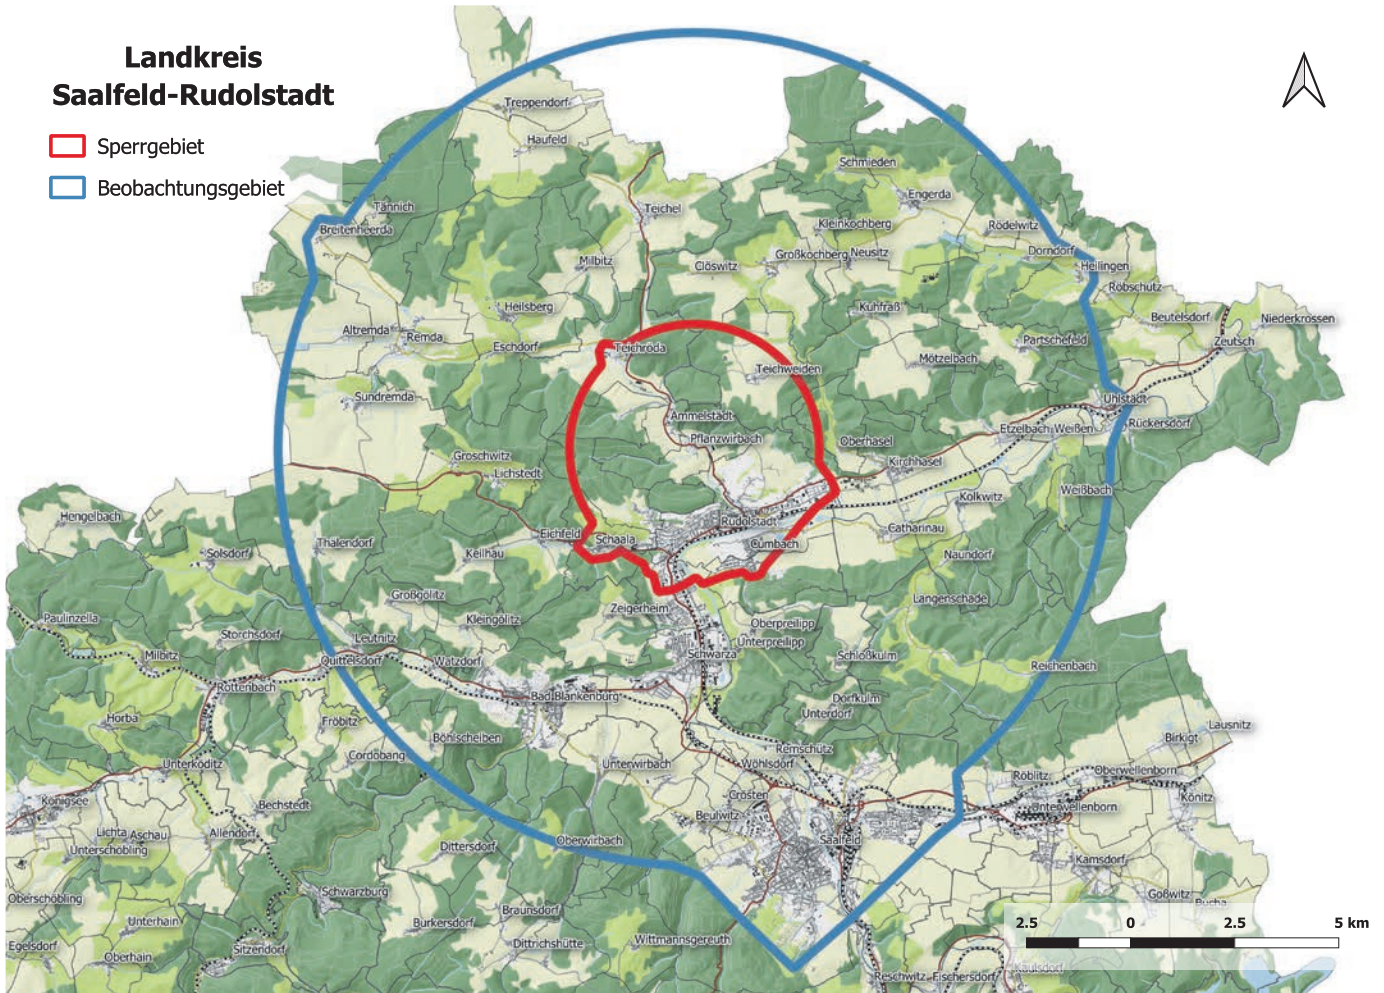 Landkreis
Saalfeld-Rudolstadt
Sperrgebiet
Beobachtungsgebiet
Treppendorf
Haufeld
Schmieden
Engerda
Tännich
Teichel
Breitenheerda
Kleinkochberg
Rödelwitz
Großkochberg
Neusitz
Dorndorf
Milbitz
Clöswitz
Heilingen
Röbschütz
Heilsberg
Kuhfraß
Beutelsdorf
Niederkrossen
Altremda
Remda
Eschdorf
Teichröda
Partschefeld
Zeutsch
Mötzelbach
Teichweiden
Sundremda
Uhlstädt
Ammelstädt
Rückersdorf
Etzelbach
Weißen
Pflanzwirbach
Oberhasel
Groschwitz
Kirchhasel
Lichstedt
Weißbach
Kolkwitz
Hengelbach
Rudolstadt
Catharinau
Eichfeld
Schaala
Thalendorf
Cumbach
Solsdorf
Keilhau
Naundorf
Großgölitz
Langenschade
Zeigerheim
Paulinzella
Kleingölitz
Oberpreilipp
Storchsdorf
Leutnitz
Unterpreilipp
Milbitz
Quittelsdorf
Watzdorf
Schwarza
Schloßkulm
Reichenbach
Rottenbach
Bad Blankenburg
Dorfkulm
Unterdorf
Horba
Fröbitz
Lausnitz
Böhlscheiben
Birkigt
Cordobang
Remschütz
Unterköditz
Unterwirbach
Wöhlsdorf
Röblitz
Oberwellenborn
Königsee
Crösten
Könitz
Bechstedt
Beulwitz
Unterwellenborn
Lichta
Aschau
Allendorf
Oberwirbach
Saalfeld
Unterschöbling
Dittersdorf
Kamsdorf
Oberschöbling
Schwarzburg
Goßwitz
Bucha
Braunsdorf
Unterhain
Burkersdorf
2.5 0 2.5 5 km
Egelsdorf
Sitzendorf
Dittrichshütte
Wittmannsgereuth
Oberhain
Kaulsdorf
Reschwitz
Fischersdorf